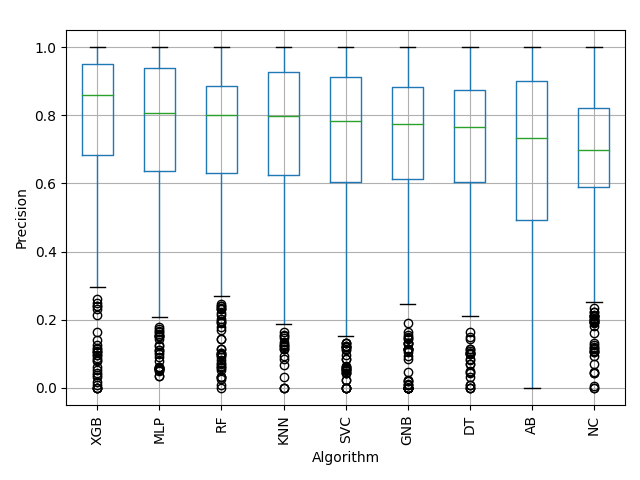 1.0
0.8
0.6
0.4
0.2
0.0
Precision
XGB
MLP
RF
KNN
SVC
GNB
DT
AB
NC
Algorithm